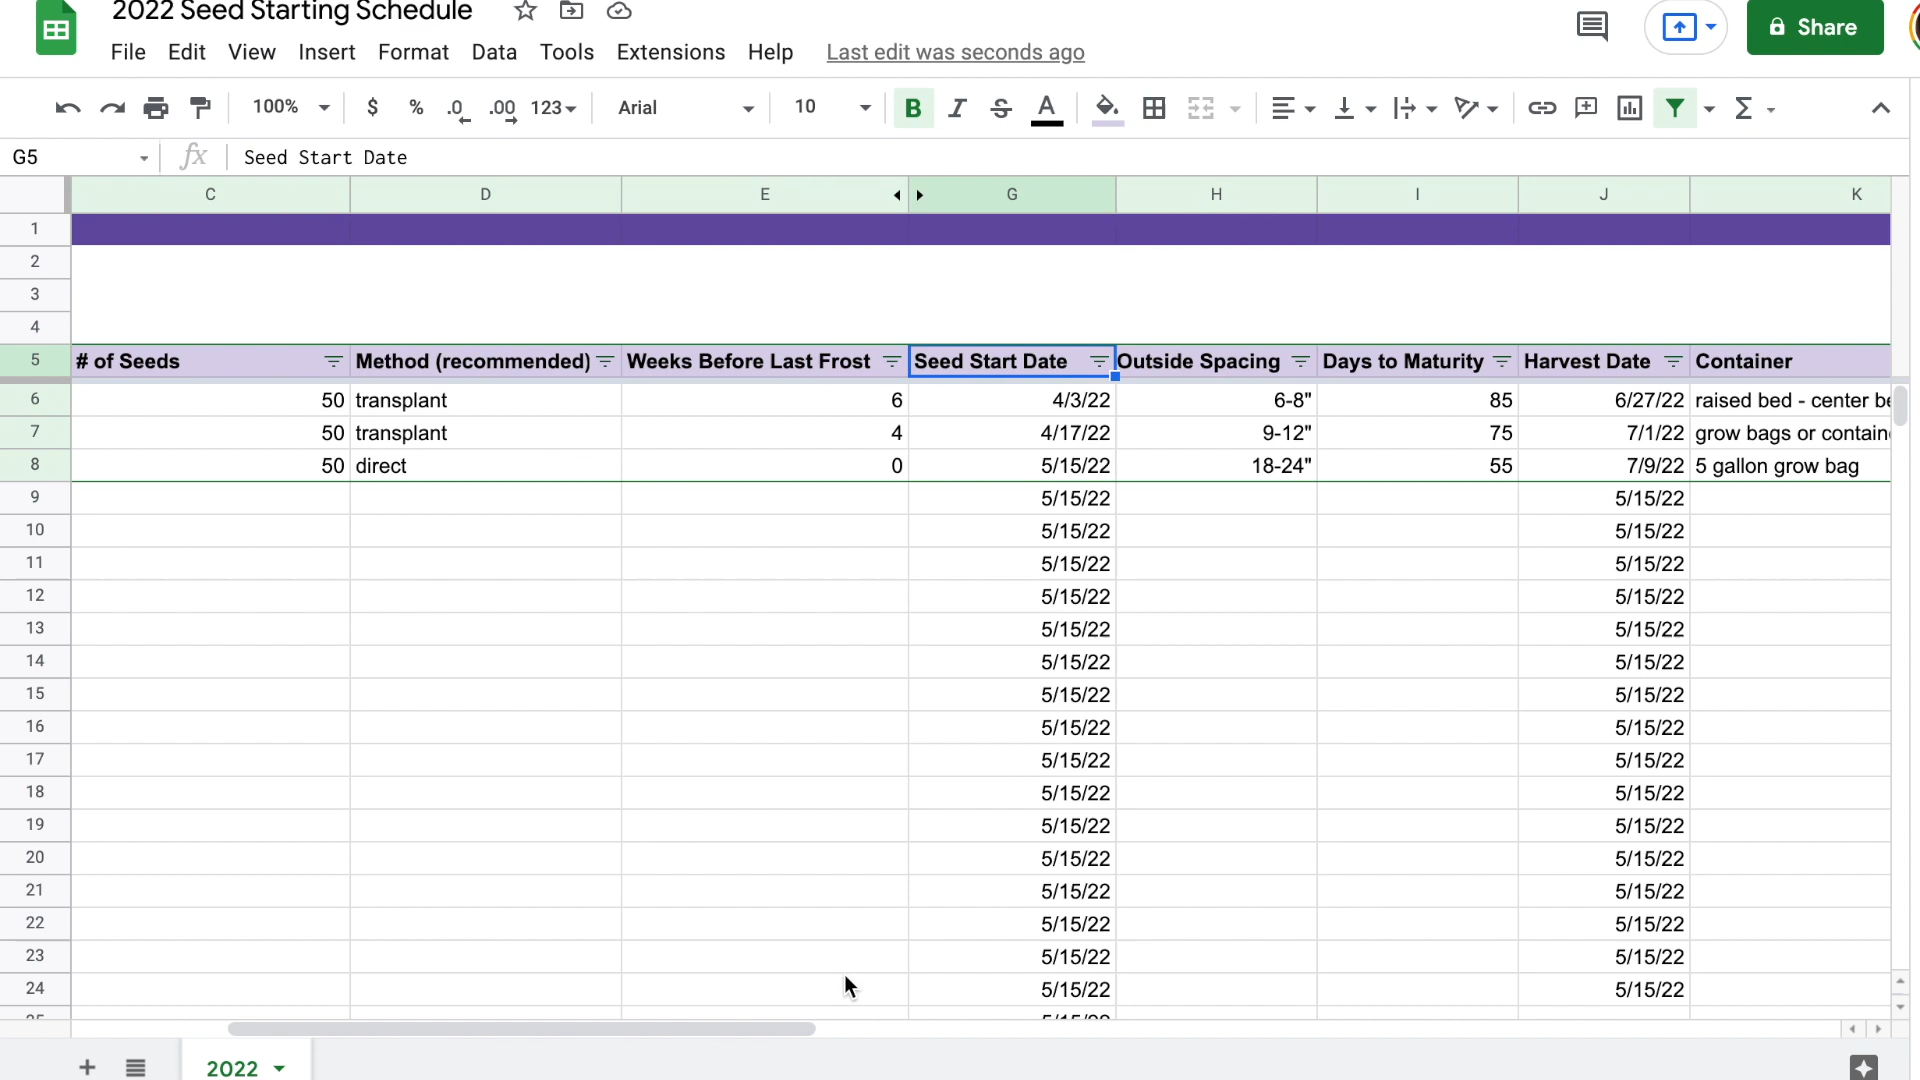 2022 Seed Starting Schedule
File Edit View Insert Format Data Tools Extensions Help Last edit was seconds ago
Share
100% $ % .0 .00 123 Arial 10 B I S A Σ
G5 fx Seed Start Date
C D E G H I J K
1
2
3
4
5 # of Seeds Method (recommended) Weeks Before Last Frost Seed Start Date Outside Spacing Days to Maturity Harvest Date Container
6 50 transplant 6 4/3/22 6-8" 85 6/27/22 raised bed - center be
7 50 transplant 4 4/17/22 9-12" 75 7/1/22 grow bags or contain
8 50 direct 0 5/15/22 18-24" 55 7/9/22 5 gallon grow bag
9 5/15/22 5/15/22
10 5/15/22 5/15/22
11 5/15/22 5/15/22
12 5/15/22 5/15/22
13 5/15/22 5/15/22
14 5/15/22 5/15/22
15 5/15/22 5/15/22
16 5/15/22 5/15/22
17 5/15/22 5/15/22
18 5/15/22 5/15/22
19 5/15/22 5/15/22
20 5/15/22 5/15/22
21 5/15/22 5/15/22
22 5/15/22 5/15/22
23 5/15/22 5/15/22
24 5/15/22 5/15/22
2022